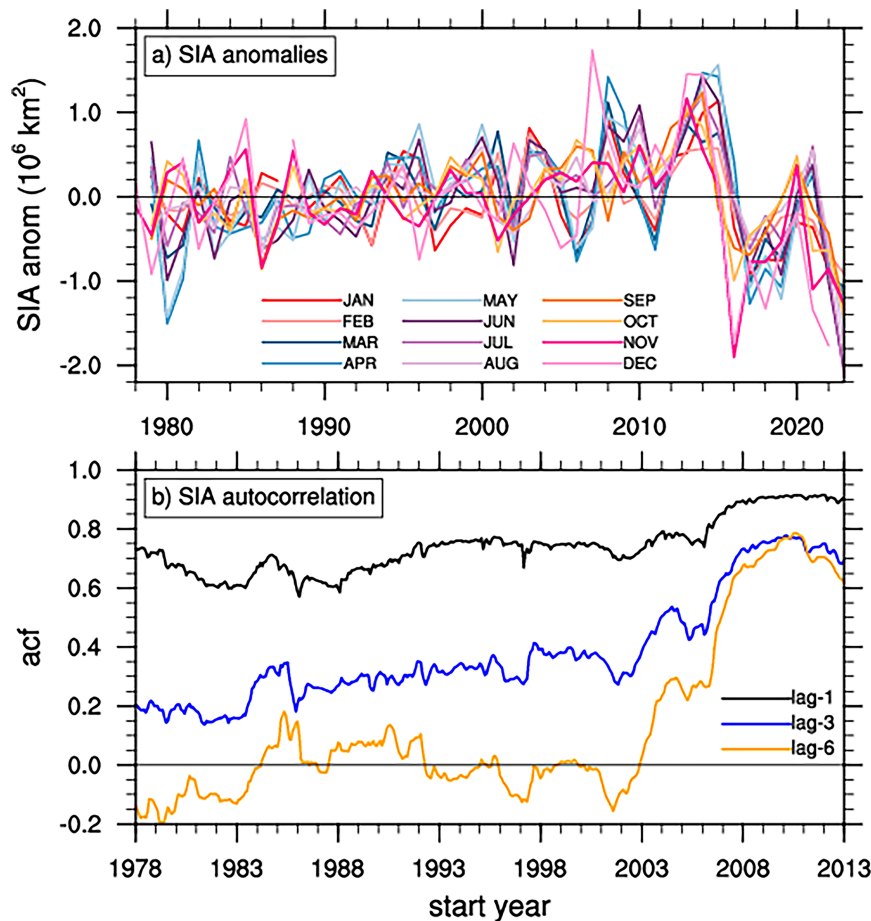 a) SIA anomalies
SIA anom (10⁶ km²)
2.0
1.0
0.0
-1.0
-2.0
JAN MAY SEP
FEB JUN OCT
MAR JUL NOV
APR AUG DEC
1980 1990 2000 2010 2020
b) SIA autocorrelation
acf
1.0
0.8
0.6
0.4
0.2
0.0
-0.2
lag-1
lag-3
lag-6
1978 1983 1988 1993 1998 2003 2008 2013
start year